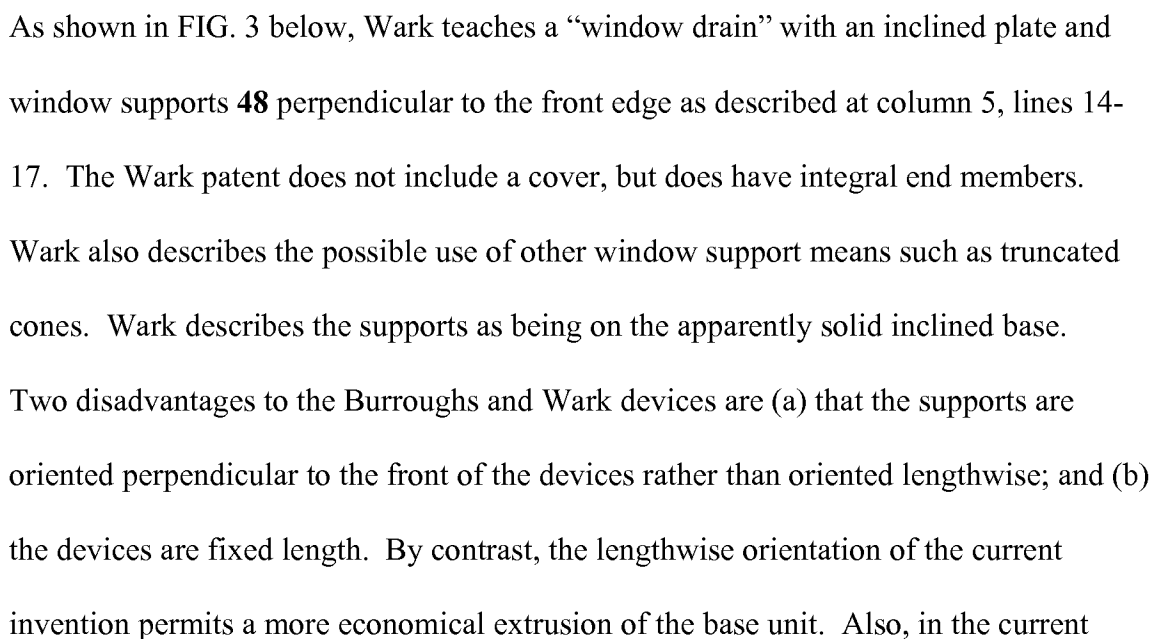 As shown in FIG. 3 below, Wark teaches a “window drain” with an inclined plate and
window supports 48 perpendicular to the front edge as described at column 5, lines 14-
17.  The Wark patent does not include a cover, but does have integral end members.
Wark also describes the possible use of other window support means such as truncated
cones.  Wark describes the supports as being on the apparently solid inclined base.
Two disadvantages to the Burroughs and Wark devices are (a) that the supports are
oriented perpendicular to the front of the devices rather than oriented lengthwise; and (b)
the devices are fixed length.  By contrast, the lengthwise orientation of the current
invention permits a more economical extrusion of the base unit.  Also, in the current